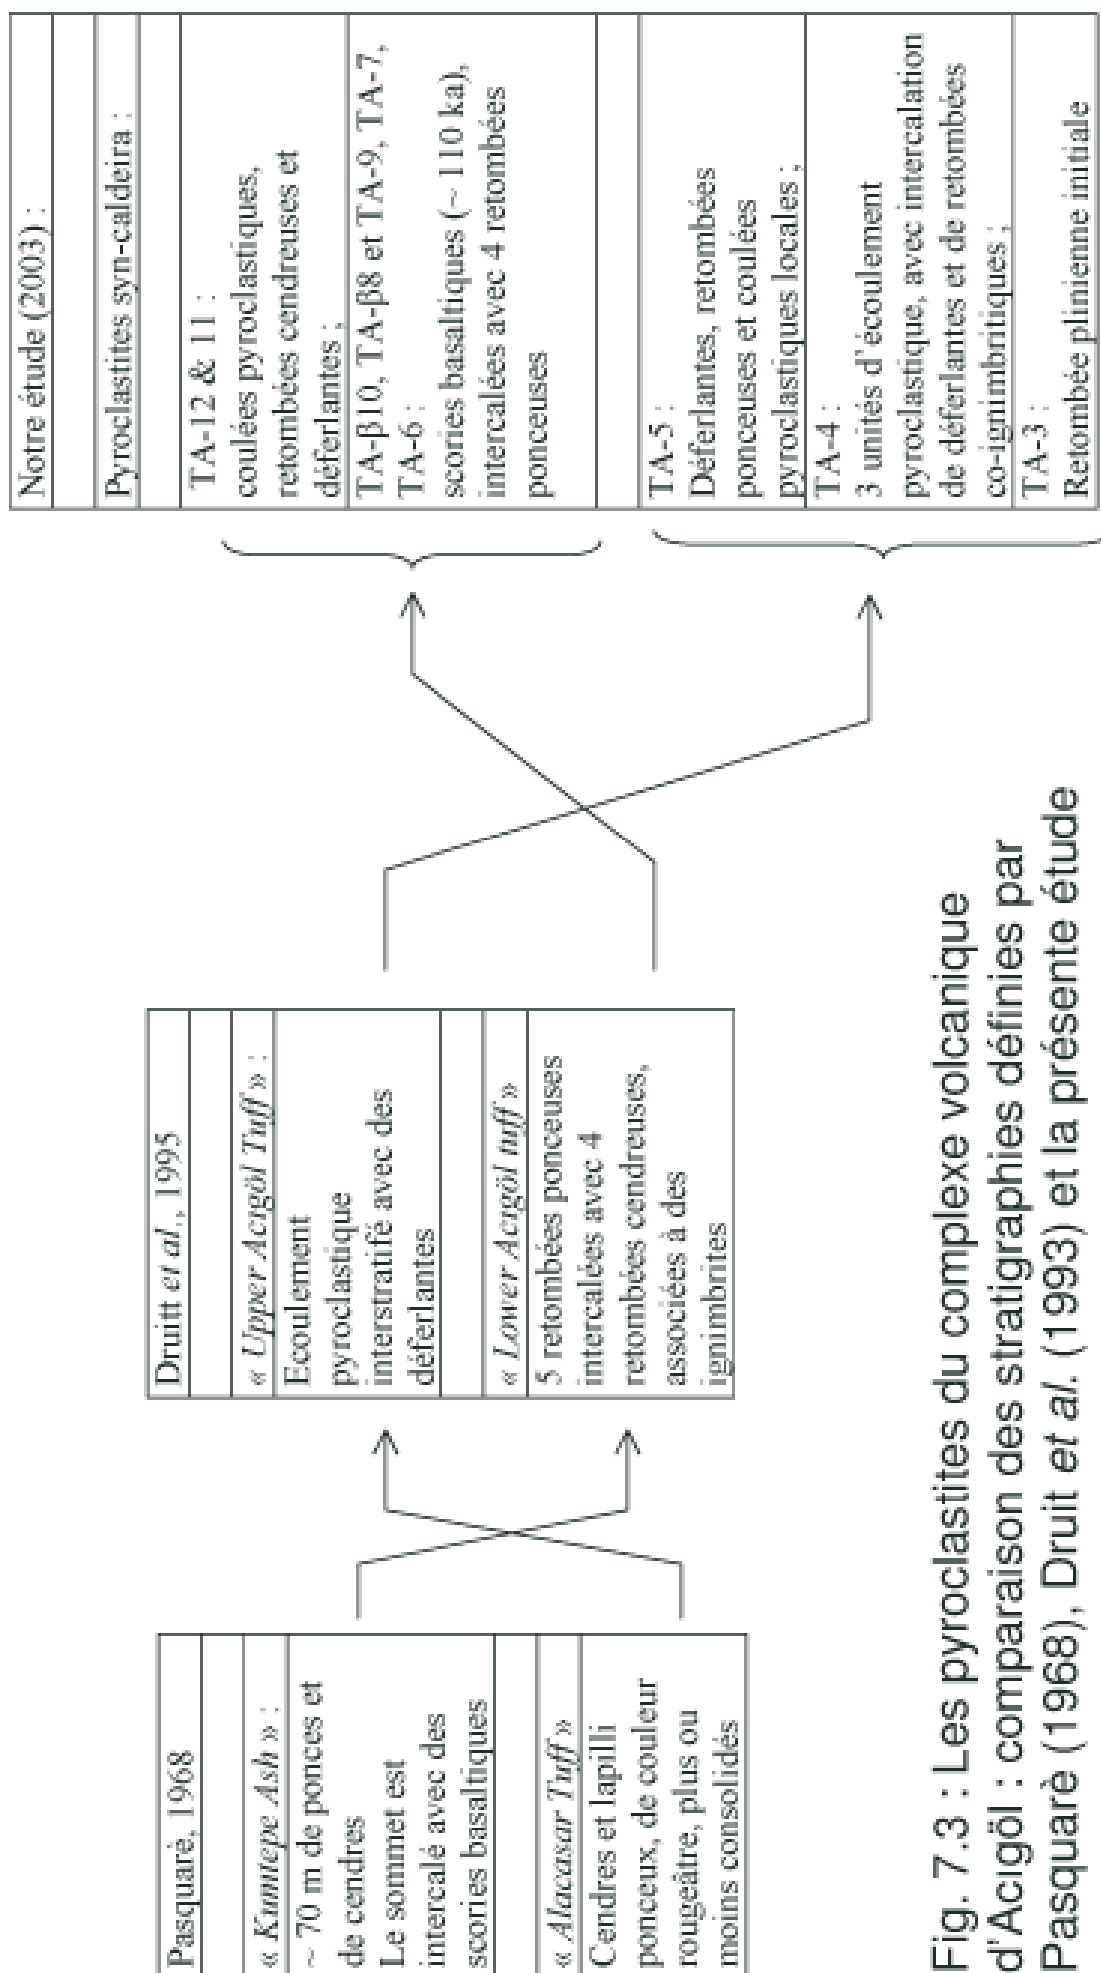 Pasquarè, 1968
« Kumtepe Ash » :
~ 70 m de ponces et
de cendres
Le sommet est
intercalé avec des
scories basaltiques
« Alacasar Tuff »
Cendres et lapilli
ponceux, de couleur
rougeâtre, plus ou
moins consolidés
Druitt et al., 1995
« Upper Acıgöl Tuff » :
Ecoulement
pyroclastique
interstratifé avec des
déferlantes
« Lower Acıgöl tuff »
5 retombées ponceuses
intercalées avec 4
retombées cendreuses,
associées à des
ignimbrites
Notre étude (2003) :
Pyroclastites syn-caldeira :
TA-12 & 11 :
coulées pyroclastiques,
retombées cendreuses et
déferlantes ;
TA-β10, TA-β8 et TA-9, TA-7,
TA-6 :
scories basaltiques (~ 110 ka),
intercalées avec 4 retombées
ponceuses
TA-5 :
Déferlantes, retombées
ponceuses et coulées
pyroclastiques locales ;
TA-4 :
3 unités d'écoulement
pyroclastique, avec intercalation
de déferlantes et de retombées
co-ignimbritiques ;
TA-3 :
Retombée plinienne initiale
Fig. 7.3 : Les pyroclastites du complexe volcanique
d'Acıgöl : comparaison des stratigraphies définies par
Pasquarè (1968), Druit et al. (1993) et la présente étude